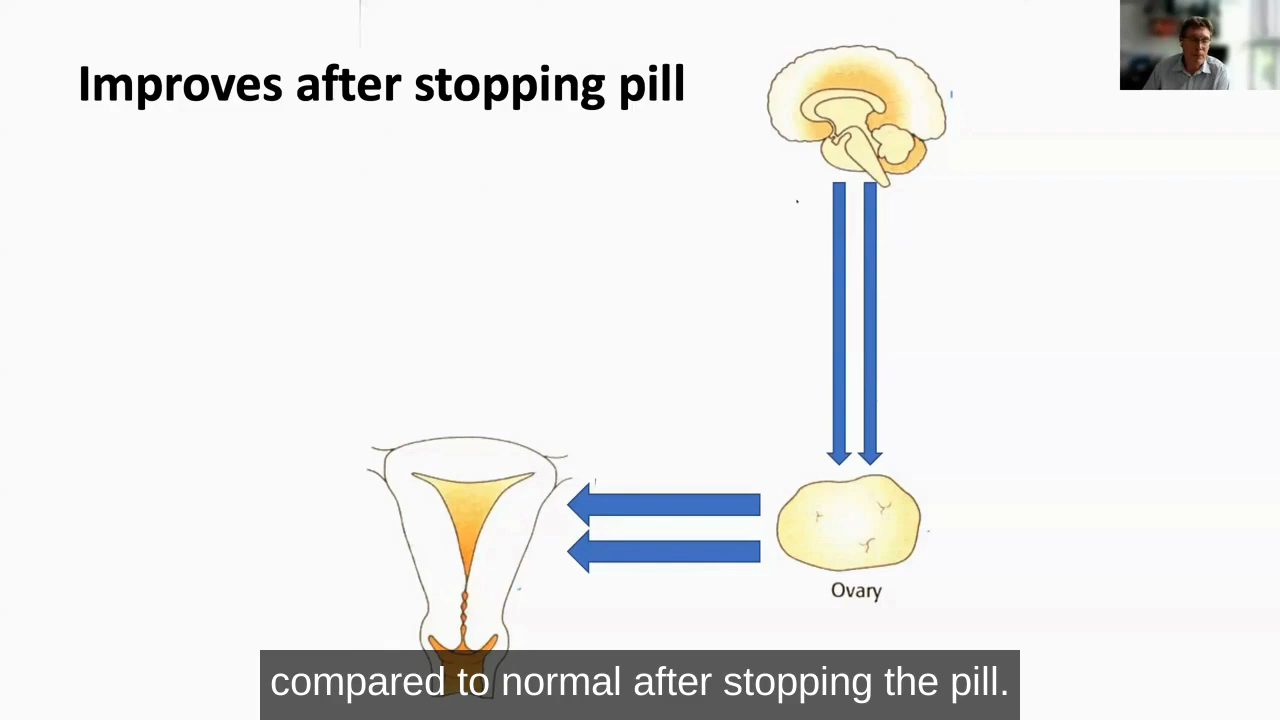 Improves after stopping pill
Ovary
compared to normal after stopping the pill.